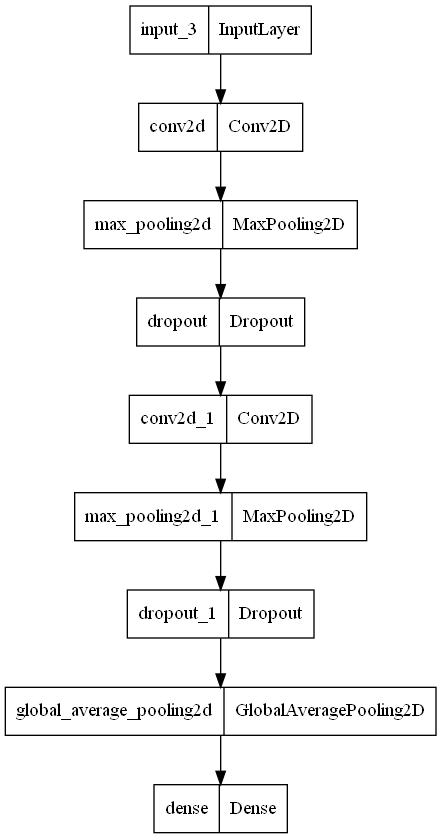 input_3 InputLayer
conv2d Conv2D
max_pooling2d MaxPooling2D
dropout Dropout
conv2d_1 Conv2D
max_pooling2d_1 MaxPooling2D
dropout_1 Dropout
global_average_pooling2d GlobalAveragePooling2D
dense Dense